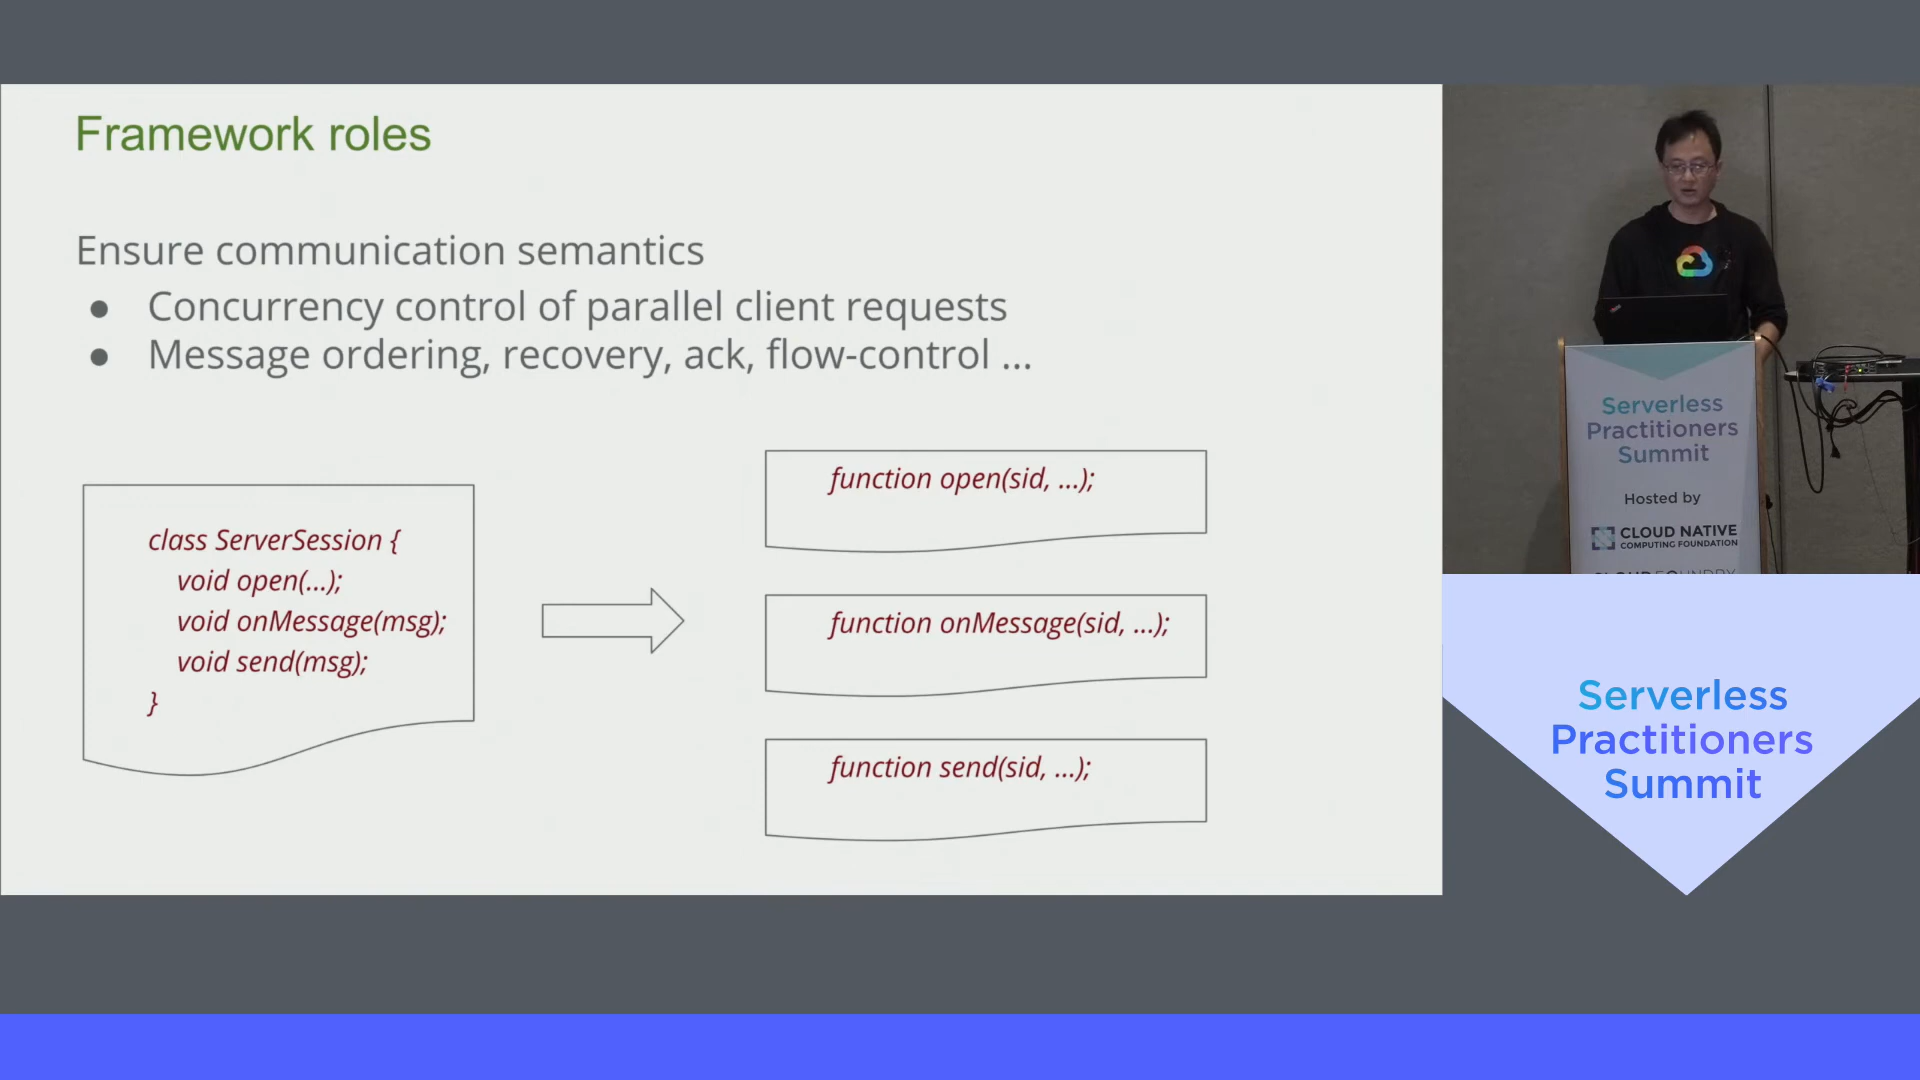 Framework roles
Ensure communication semantics
● Concurrency control of parallel client requests
● Message ordering, recovery, ack, flow-control ...
class ServerSession {
void open(...);
void onMessage(msg);
void send(msg);
}
function open(sid, ...);
function onMessage(sid, ...);
function send(sid, ...);
Serverless
Practitioners
Summit
Hosted by
CLOUD NATIVE
COMPUTING FOUNDATION
Serverless
Practitioners
Summit